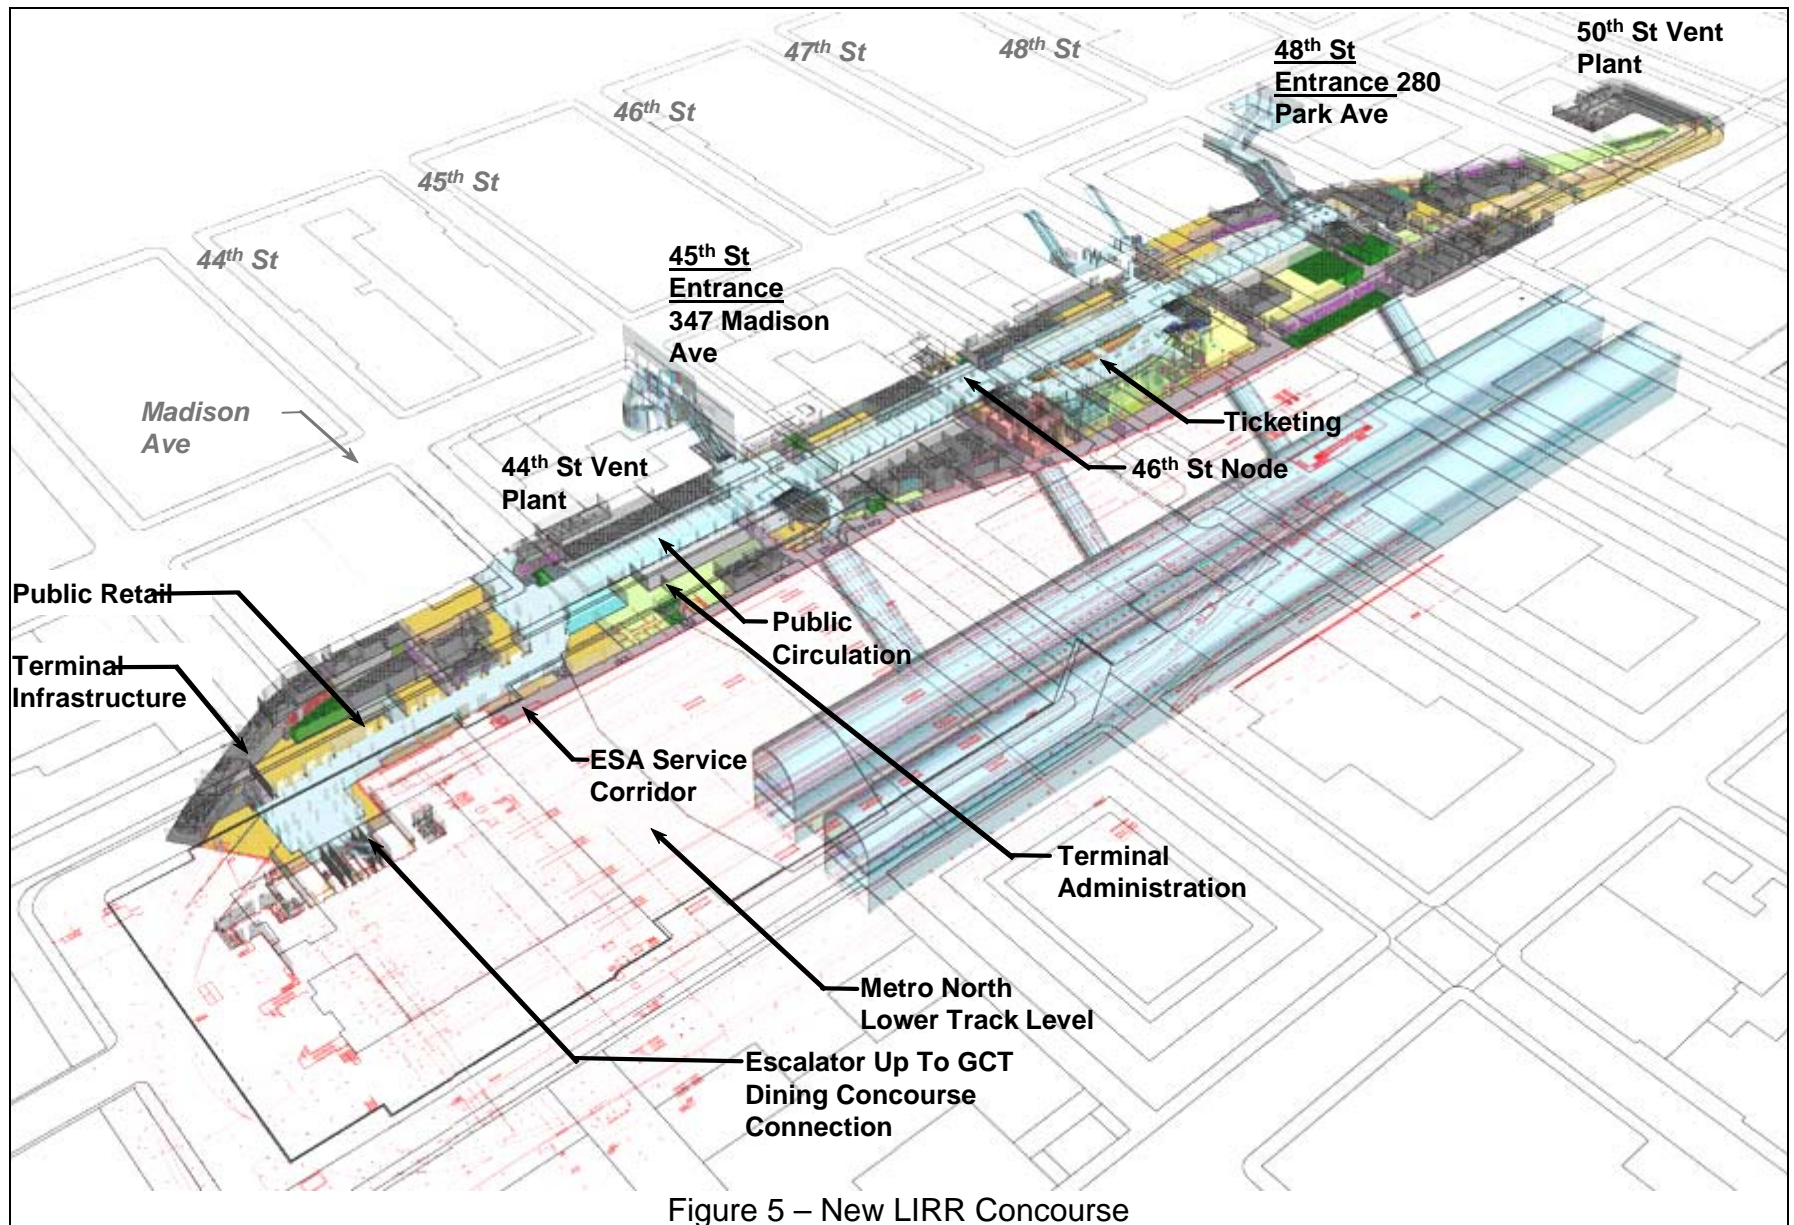 50th St Vent
Plant
47th St
48th St
48th St
Entrance 280
Park Ave
46th St
45th St
44th St
45th St
Entrance
347 Madison
Ave
Madison
Ave
44th St Vent
Plant
Ticketing
46th St Node
Public Retail
Public
Circulation
Terminal
Infrastructure
ESA Service
Corridor
Terminal
Administration
Metro North
Lower Track Level
Escalator Up To GCT
Dining Concourse
Connection
Figure 5 – New LIRR Concourse